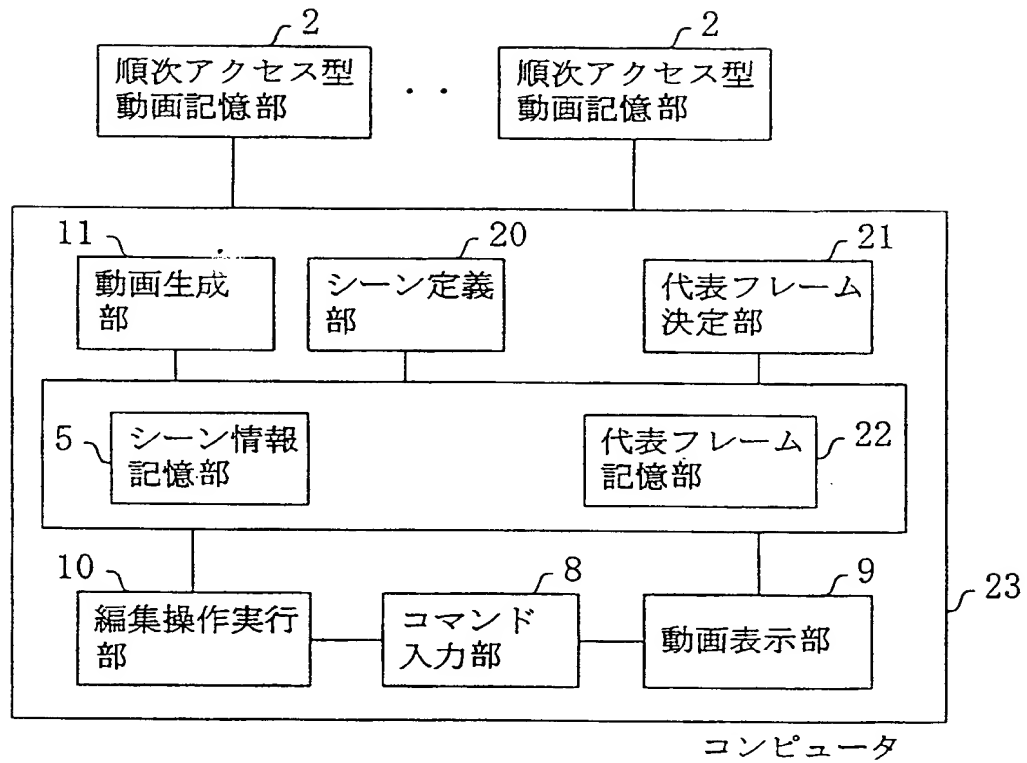 2
2
順次アクセス型
動画記憶部
・・
順次アクセス型
動画記憶部
11
20
21
動画生成
部
シーン定義
部
代表フレーム
決定部
5
シーン情報
記憶部
代表フレーム
記憶部
22
10
8
9
23
編集操作実行
部
コマンド
入力部
動画表示部
コンピュータ